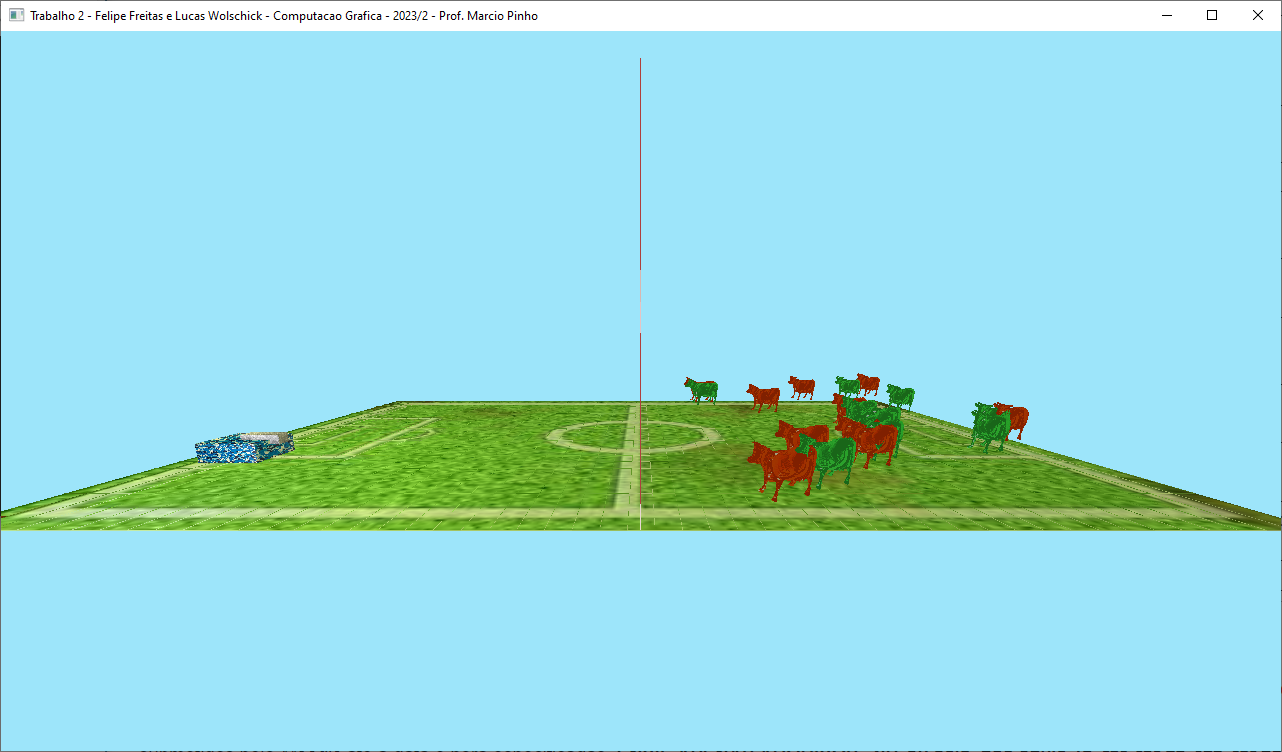 Trabalho 2 - Felipe Freitas e Lucas Wolschick - Computacao Grafica - 2023/2 - Prof. Marcio Pinho